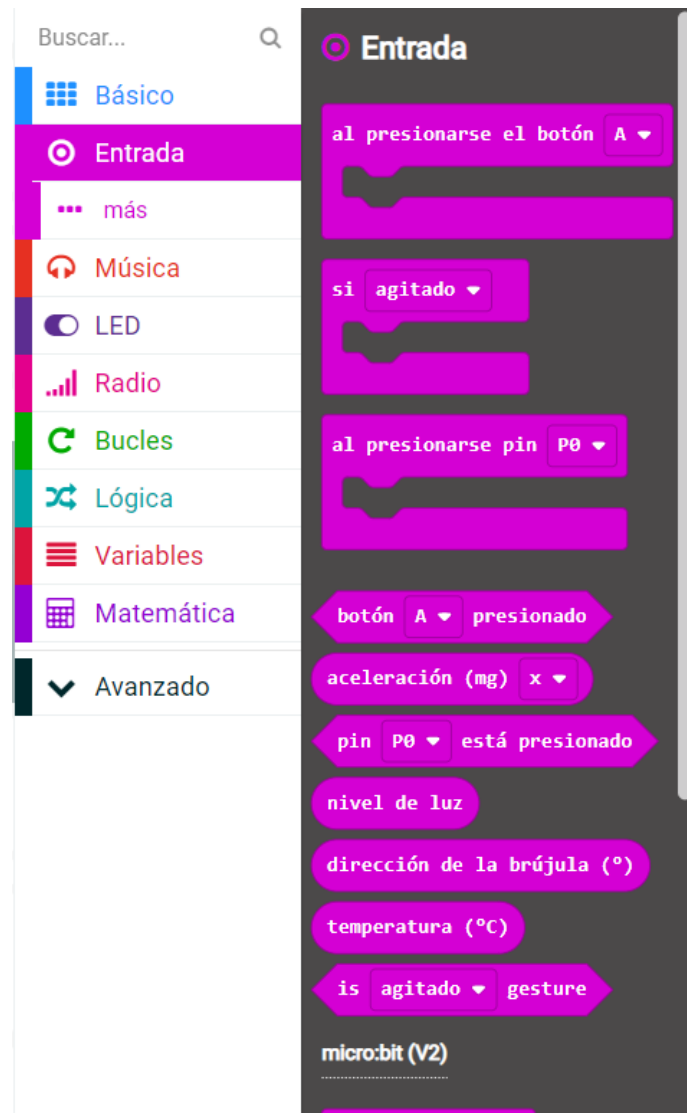 Buscar...
Básico
Entrada
más
Música
LED
Radio
Bucles
Lógica
Variables
Matemática
Avanzado
Entrada
al presionarse el botón A
si agitado
al presionarse pin P0
botón A presionado
aceleración (mg) x
pin P0 está presionado
nivel de luz
dirección de la brújula (º)
temperatura (ºC)
is agitado gesture
micro:bit (V2)